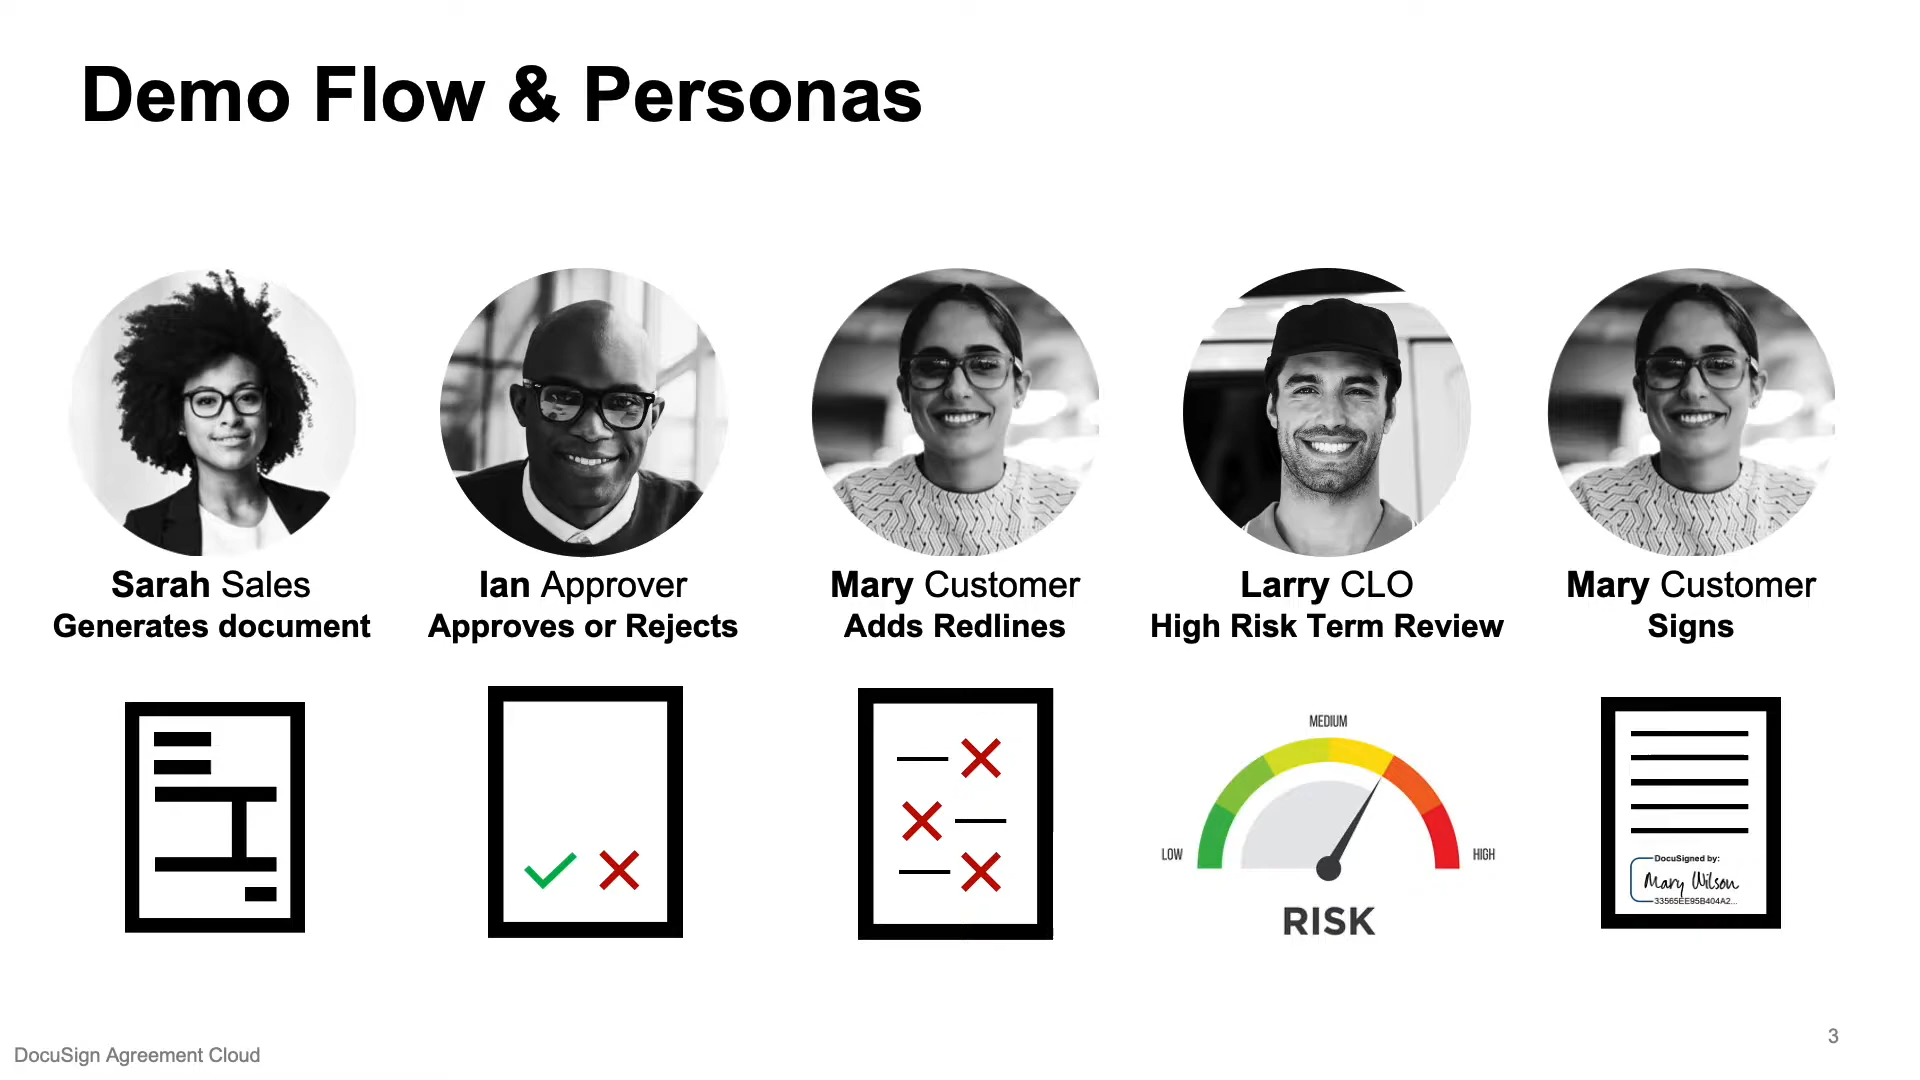 Demo Flow & Personas
Sarah Sales
Generates document
Ian Approver
Approves or Rejects
Mary Customer
Adds Redlines
Larry CLO
High Risk Term Review
Mary Customer
Signs
MEDIUM
LOW
HIGH
RISK
DocuSigned by:
Mary Wilson
33565EE95B404A2...
DocuSign Agreement Cloud
3